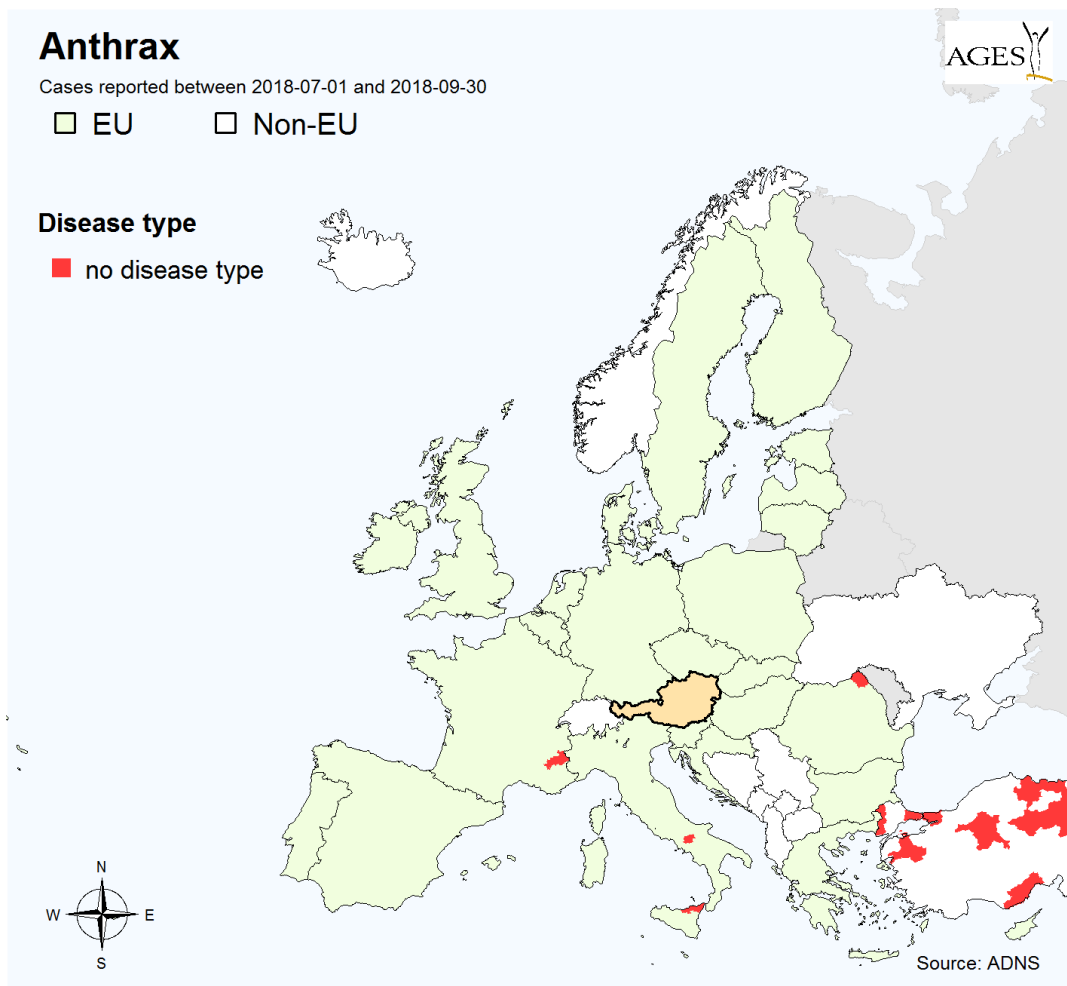 Anthrax
AGES
Cases reported between 2018-07-01 and 2018-09-30
EU
Non-EU
Disease type
no disease type
N
W
E
S
Source: ADNS